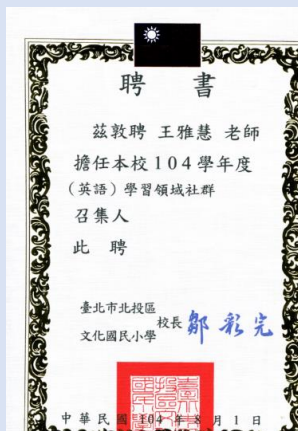 聘 書
茲敦聘 王雅慧 老師
擔任本校104學年度
(英語)學習領域社群
召集人
此 聘
臺北市北投區
文化國民小學
校長 鄒彩完
中華民國104年8月1日